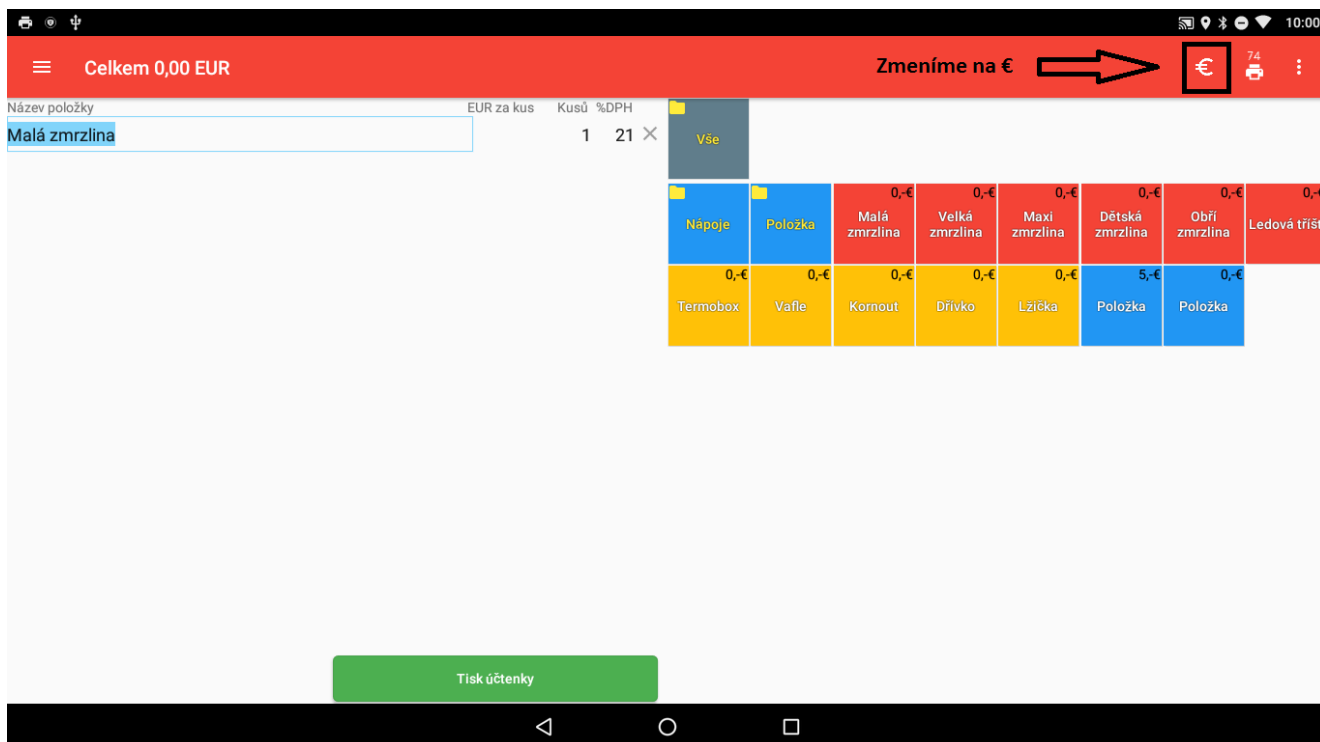 10:00
Celkem 0,00 EUR
Zmeníme na €
€
74
Název položky EUR za kus Kusů %DPH
Malá zmrzlina 1 21
Vše
Nápoje
Položka
0,-€
Malá
zmrzlina
0,-€
Velká
zmrzlina
0,-€
Maxi
zmrzlina
0,-€
Dětská
zmrzlina
0,-€
Obří
zmrzlina
0,-€
Ledová tříšť
0,-€
Termobox
0,-€
Vafle
0,-€
Kornout
0,-€
Dřívko
0,-€
Lžička
5,-€
Položka
0,-€
Položka
Tisk účtenky